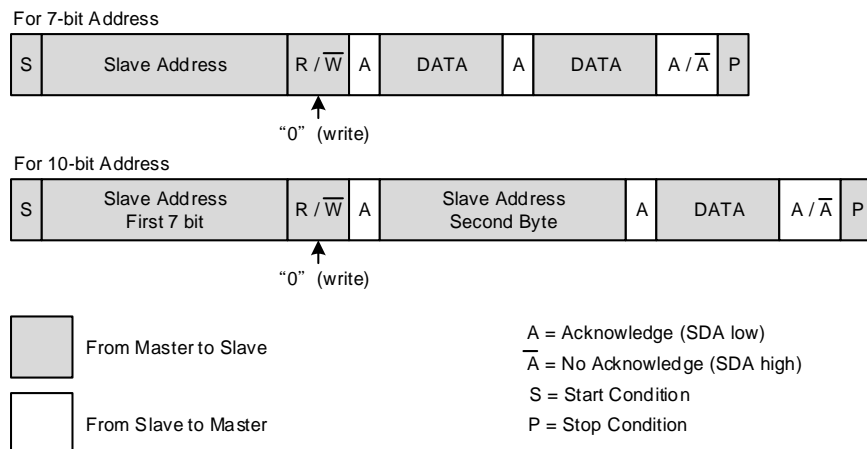 For 7-bit Address
S Slave Address R / W̅ A DATA A DATA A / A̅ P
“0” (write)
For 10-bit Address
S Slave Address First 7 bit R / W̅ A Slave Address Second Byte A DATA A / A̅ P
“0” (write)
From Master to Slave
From Slave to Master
A = Acknowledge (SDA low)
A̅ = No Acknowledge (SDA high)
S = Start Condition
P = Stop Condition